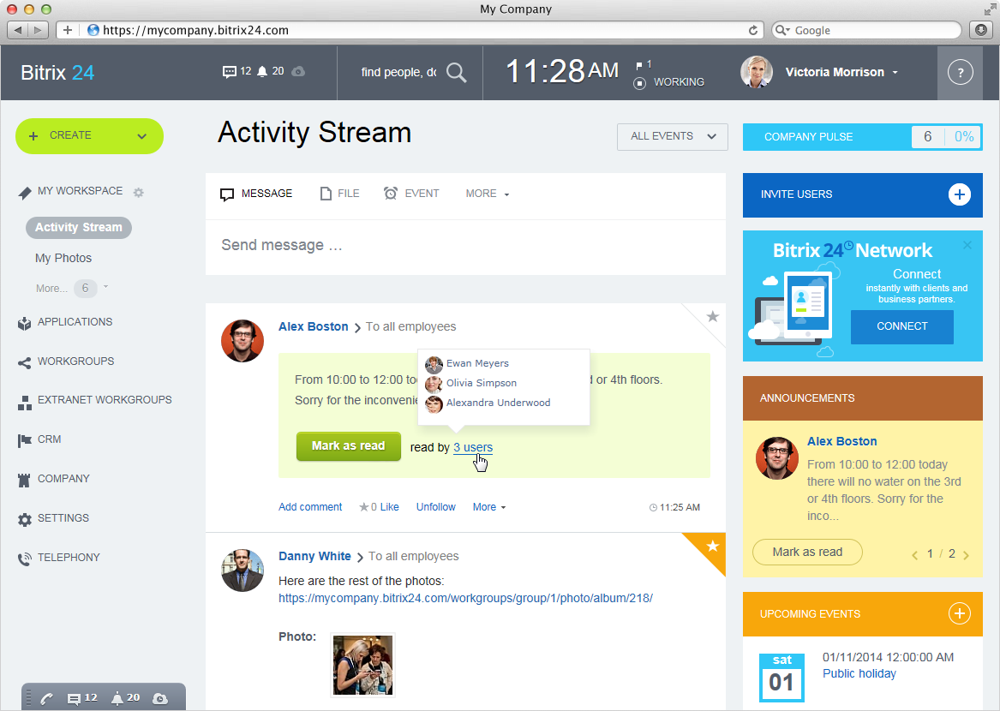 My Company
https://mycompany.bitrix24.com
Google
Bitrix 24
12
20
find people, do
11:28 AM
1
WORKING
Victoria Morrison
?
+ CREATE
Activity Stream
ALL EVENTS
COMPANY PULSE
6
0%
MY WORKSPACE
Activity Stream
My Photos
More... 6
APPLICATIONS
WORKGROUPS
EXTRANET WORKGROUPS
CRM
COMPANY
SETTINGS
TELEPHONY
MESSAGE
FILE
EVENT
MORE
Send message ...
Alex Boston
To all employees
From 10:00 to 12:00 to
d or 4th floors.
Sorry for the inconvenie
Ewan Meyers
Olivia Simpson
Alexandra Underwood
Mark as read
read by 3 users
Add comment
0 Like
Unfollow
More
11:25 AM
Danny White
To all employees
Here are the rest of the photos:
https://mycompany.bitrix24.com/workgroups/group/1/photo/album/218/
Photo:
INVITE USERS
Bitrix 24 Network
Connect
instantly with clients and
business partners.
CONNECT
ANNOUNCEMENTS
Alex Boston
From 10:00 to 12:00 today
there will no water on the 3rd
or 4th floors. Sorry for the
inco...
Mark as read
1 / 2
UPCOMING EVENTS
sat
01
01/11/2014 12:00:00 AM
Public holiday
12
20